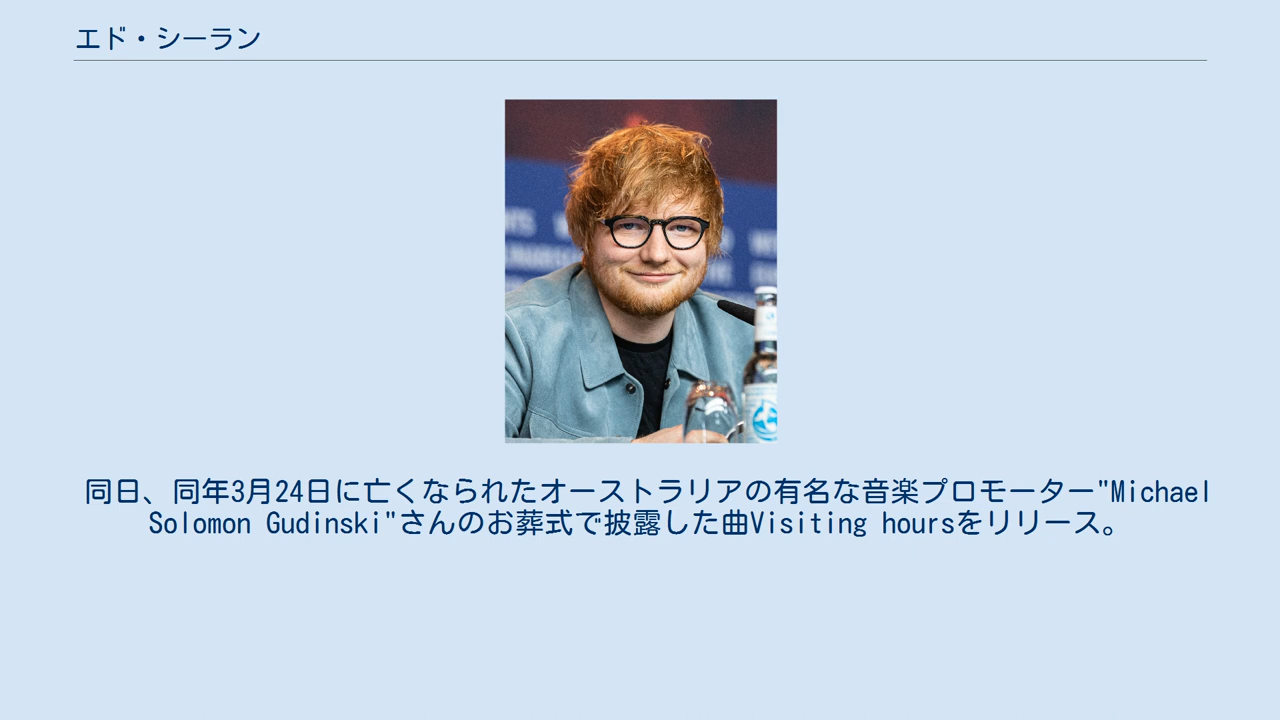 エド・シーラン
同日、同年3月24日に亡くなられたオーストラリアの有名な音楽プロモーター"Michael
Solomon Gudinski"さんのお葬式で披露した曲Visiting hoursをリリース。